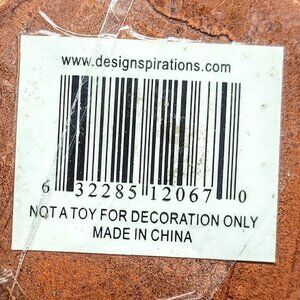 www.designspirations.com
6 32285 12067 0
NOT A TOY FOR DECORATION ONLY
MADE IN CHINA